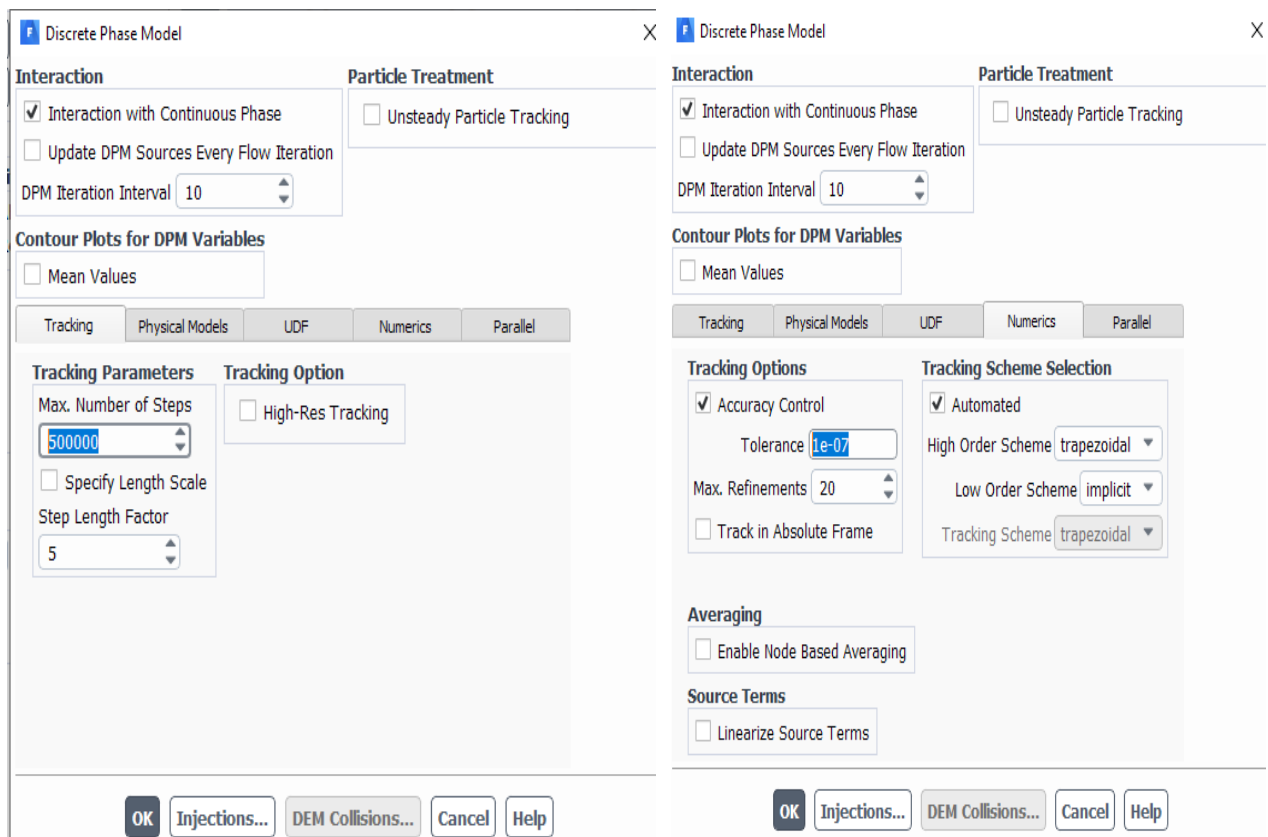 Discrete Phase Model
X
Interaction
Particle Treatment
Interaction with Continuous Phase
Unsteady Particle Tracking
Update DPM Sources Every Flow Iteration
DPM Iteration Interval 10
Contour Plots for DPM Variables
Mean Values
Tracking Physical Models UDF Numerics Parallel
Tracking Parameters
Tracking Option
Max. Number of Steps
High-Res Tracking
500000
Specify Length Scale
Step Length Factor
5
OK Injections... DEM Collisions... Cancel Help
Discrete Phase Model
X
Interaction
Particle Treatment
Interaction with Continuous Phase
Unsteady Particle Tracking
Update DPM Sources Every Flow Iteration
DPM Iteration Interval 10
Contour Plots for DPM Variables
Mean Values
Tracking Physical Models UDF Numerics Parallel
Tracking Options
Tracking Scheme Selection
Accuracy Control
Automated
Tolerance 1e-07
High Order Scheme trapezoidal
Max. Refinements 20
Low Order Scheme implicit
Track in Absolute Frame
Tracking Scheme trapezoidal
Averaging
Enable Node Based Averaging
Source Terms
Linearize Source Terms
OK Injections... DEM Collisions... Cancel Help